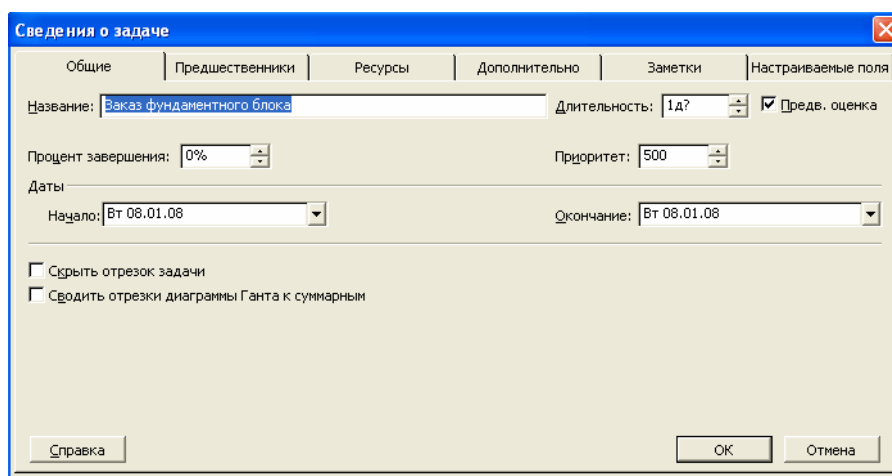 Сведения о задаче
Общие Предшественники Ресурсы Дополнительно Заметки Настраиваемые поля
Название: Заказ фундаментного блока Длительность: 1д? Предв. оценка
Процент завершения: 0% Приоритет: 500
Даты
Начало: Вт 08.01.08 Окончание: Вт 08.01.08
Скрыть отрезок задачи
Сводить отрезки диаграммы Ганта к суммарным
Справка ОК Отмена